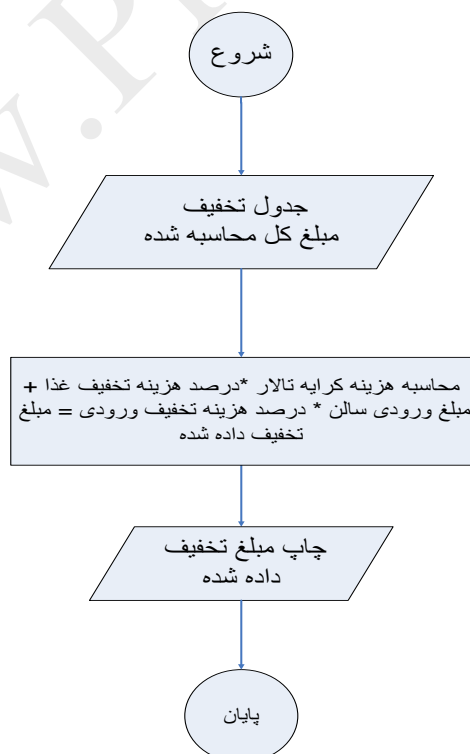 شروع
جدول تخفیف
مبلغ کل محاسبه شده
محاسبه هزینه کرایه تالار *درصد هزینه تخفیف غذا +
مبلغ ورودی سالن * درصد هزینه تخفیف ورودی = مبلغ
تخفیف داده شده
چاپ مبلغ تخفیف
داده شده
پایان
w.P